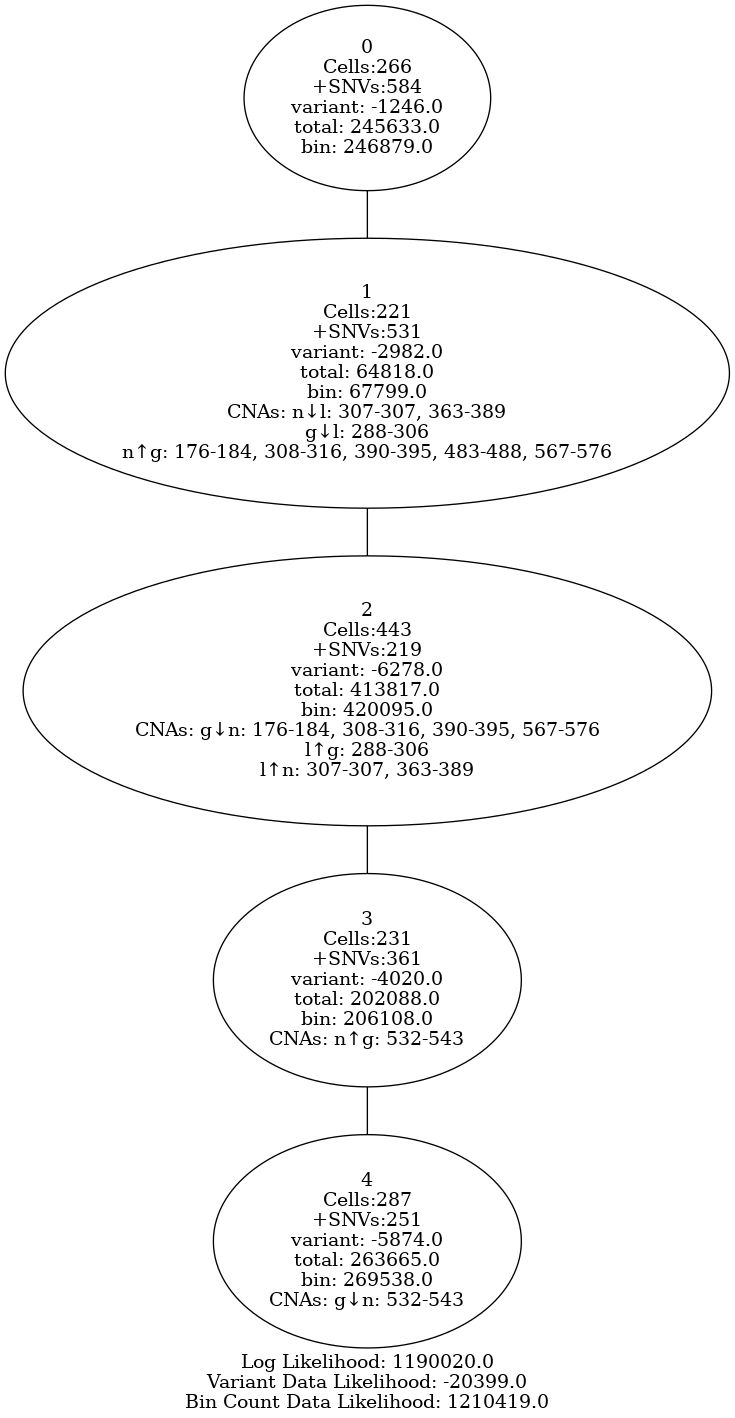 0
Cells:266
+SNVs:584
variant: -1246.0
total: 245633.0
bin: 246879.0
1
Cells:221
+SNVs:531
variant: -2982.0
total: 64818.0
bin: 67799.0
CNAs: n↓l: 307-307, 363-389
g↓l: 288-306
n↑g: 176-184, 308-316, 390-395, 483-488, 567-576
2
Cells:443
+SNVs:219
variant: -6278.0
total: 413817.0
bin: 420095.0
CNAs: g↓n: 176-184, 308-316, 390-395, 567-576
l↑g: 288-306
l↑n: 307-307, 363-389
3
Cells:231
+SNVs:361
variant: -4020.0
total: 202088.0
bin: 206108.0
CNAs: n↑g: 532-543
4
Cells:287
+SNVs:251
variant: -5874.0
total: 263665.0
bin: 269538.0
CNAs: g↓n: 532-543
Log Likelihood: 1190020.0
Variant Data Likelihood: -20399.0
Bin Count Data Likelihood: 1210419.0